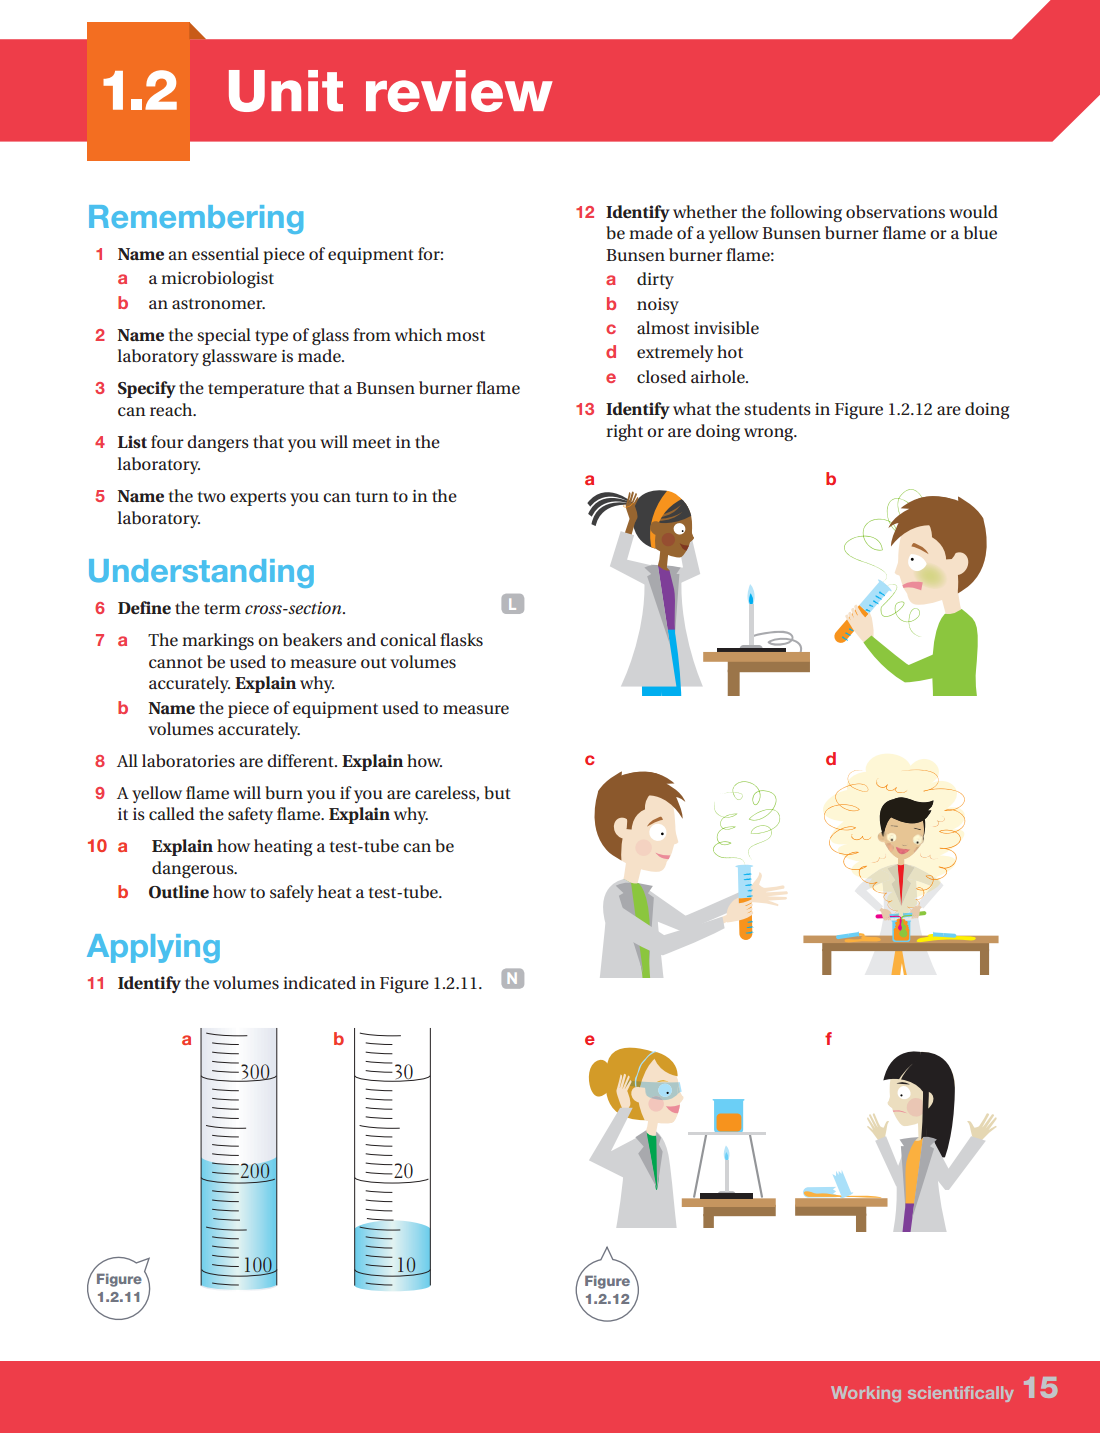 1.2
Unit review
Remembering
1 Name an essential piece of equipment for:
a a microbiologist
b an astronomer.
2 Name the special type of glass from which most
laboratory glassware is made.
3 Specify the temperature that a Bunsen burner flame
can reach.
4 List four dangers that you will meet in the
laboratory.
5 Name the two experts you can turn to in the
laboratory.
Understanding
6 Define the term cross-section. L
7 a The markings on beakers and conical flasks
cannot be used to measure out volumes
accurately. Explain why.
b Name the piece of equipment used to measure
volumes accurately.
8 All laboratories are different. Explain how.
9 A yellow flame will burn you if you are careless, but
it is called the safety flame. Explain why.
10 a Explain how heating a test-tube can be
dangerous.
b Outline how to safely heat a test-tube.
Applying
11 Identify the volumes indicated in Figure 1.2.11. N
a
300
200
100
b
30
20
10
Figure
1.2.11
12 Identify whether the following observations would
be made of a yellow Bunsen burner flame or a blue
Bunsen burner flame:
a dirty
b noisy
c almost invisible
d extremely hot
e closed airhole.
13 Identify what the students in Figure 1.2.12 are doing
right or are doing wrong.
a
b
c
d
e
f
Figure
1.2.12
Working scientifically 15